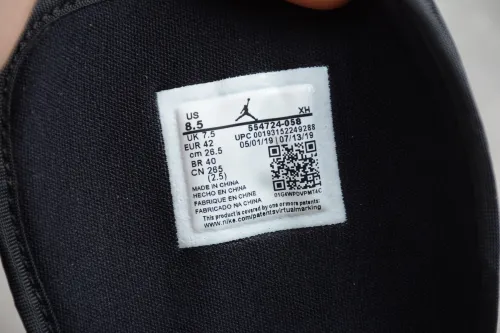 US XH
8.5 554724-058
UK 7.5 UPC 00193152249288
EUR 42 05/01/19 | 07/13/19
cm 26.5
BR 40
CN 265
(2.5)
MADE IN CHINA
HECHO EN CHINA
FABRIQUÉ EN CHINE
FABRICADO NA CHINA
This product is covered by one or more patents:
www.nike.com/patents/virtualmarking